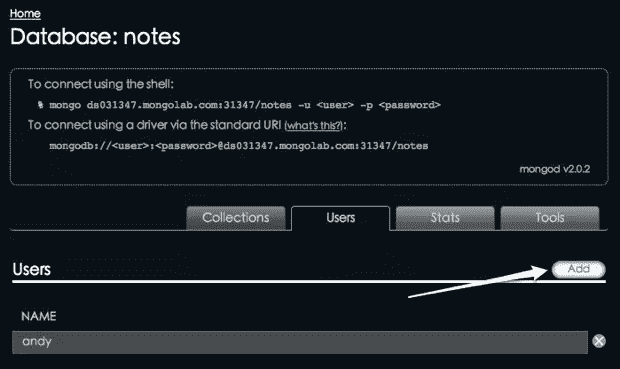 Home
Database: notes
To connect using the shell:
% mongo ds031347.mongolab.com:31347/notes -u <user> -p <password>
To connect using a driver via the standard URI (what's this?):
mongodb://<user>:<password>@ds031347.mongolab.com:31347/notes
mongod v2.0.2
Collections Users Stats Tools
Users Add
NAME
andy